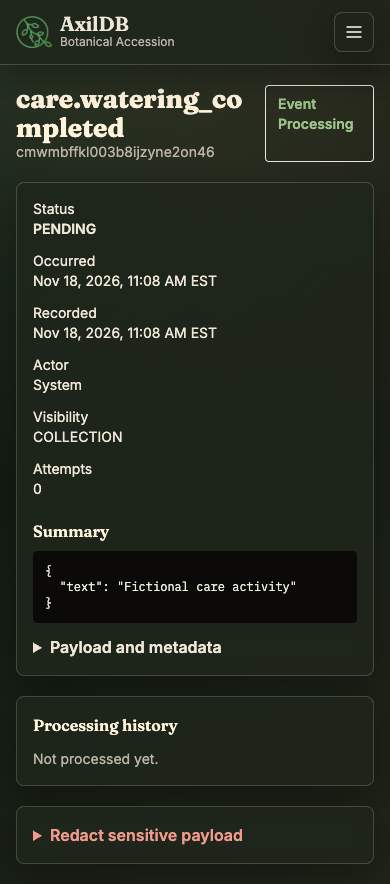 AxilDB
Botanical Accession
care.watering_co
mpleted
cmwmbffkl003b8ijzyne2on46
Event
Processing
Status
PENDING
Occurred
Nov 18, 2026, 11:08 AM EST
Recorded
Nov 18, 2026, 11:08 AM EST
Actor
System
Visibility
COLLECTION
Attempts
0
Summary
{
"text": "Fictional care activity"
}
Payload and metadata
Processing history
Not processed yet.
Redact sensitive payload